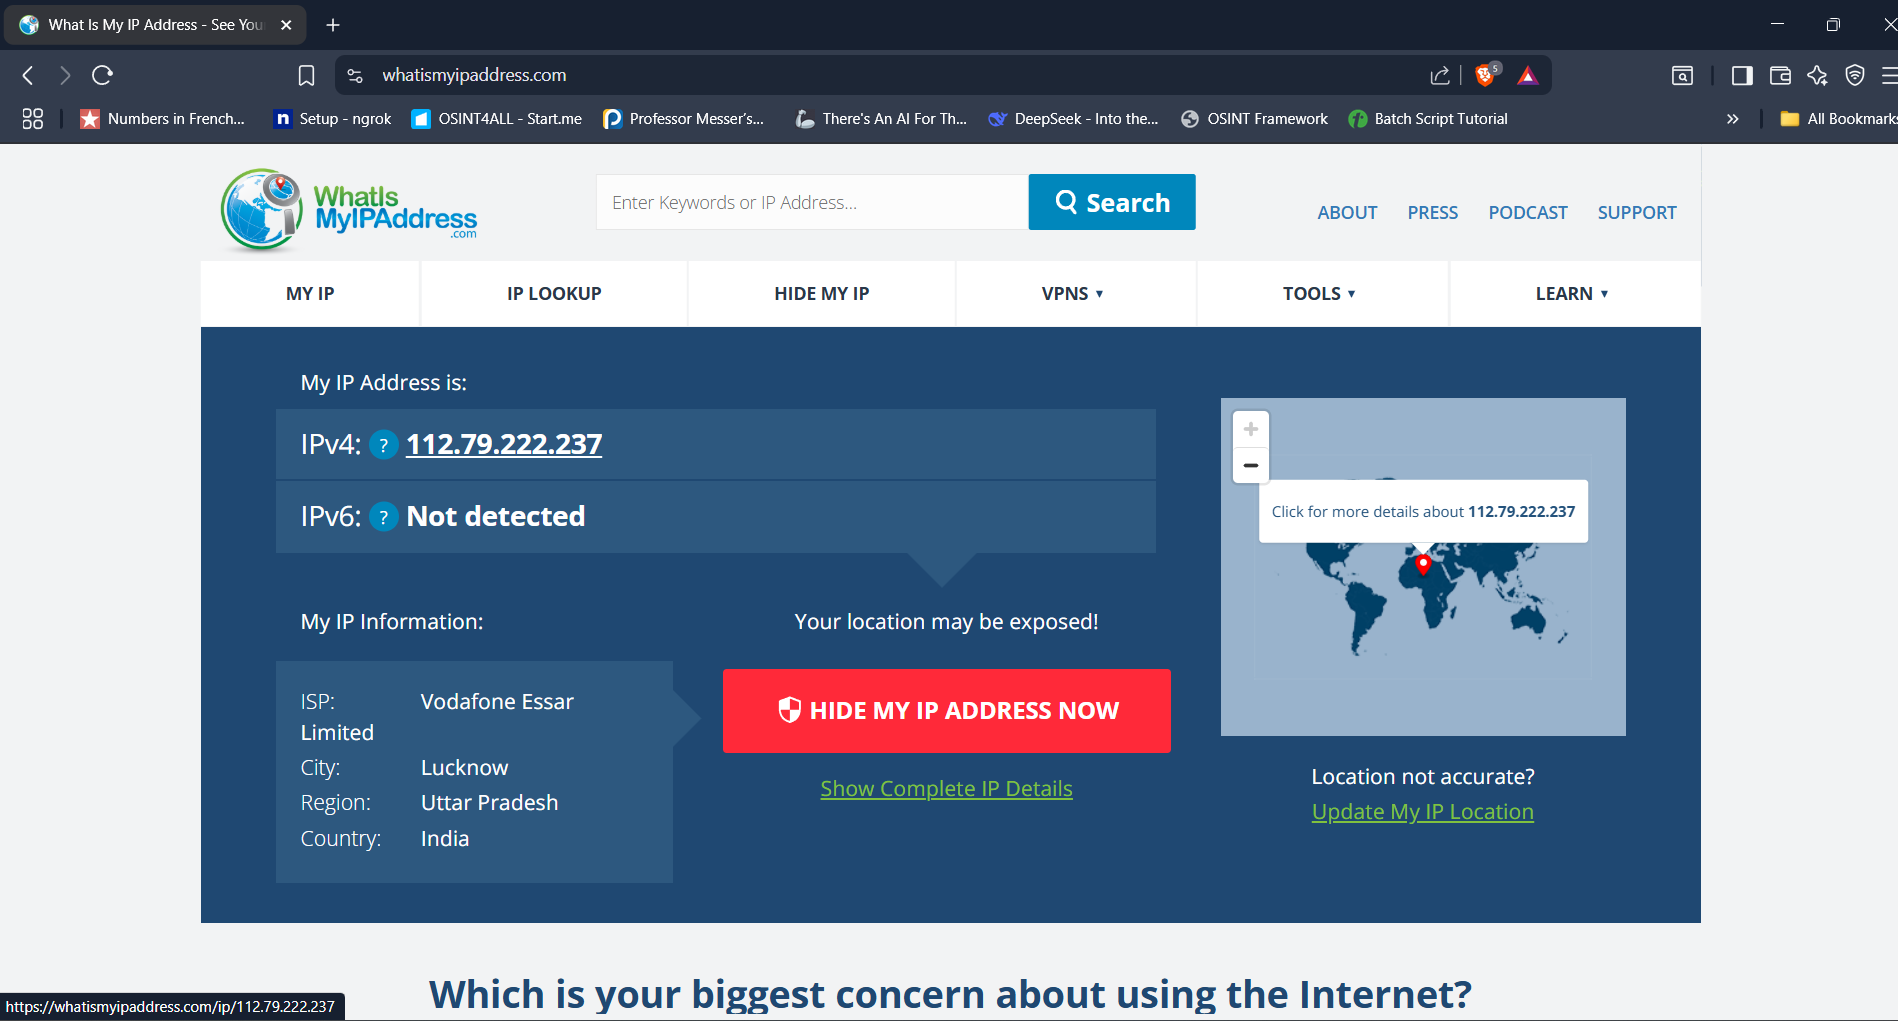 What Is My IP Address - See You
whatismyipaddress.com
5
Numbers in French...
n Setup - ngrok
OSINT4ALL - Start.me
Professor Messer's...
There's An AI For Th...
DeepSeek - Into the...
OSINT Framework
Batch Script Tutorial
»
All Bookmarks
WhatIs
MyIPAddress
.com
Enter Keywords or IP Address...
Search
ABOUT PRESS PODCAST SUPPORT
MY IP IP LOOKUP HIDE MY IP VPNS ▼ TOOLS ▼ LEARN ▼
My IP Address is:
IPv4: ? 112.79.222.237
IPv6: ? Not detected
+
−
Click for more details about 112.79.222.237
My IP Information:
ISP: Vodafone Essar
Limited
City: Lucknow
Region: Uttar Pradesh
Country: India
Your location may be exposed!
HIDE MY IP ADDRESS NOW
Show Complete IP Details
Location not accurate?
Update My IP Location
Which is your biggest concern about using the Internet?
https://whatismyipaddress.com/ip/112.79.222.237